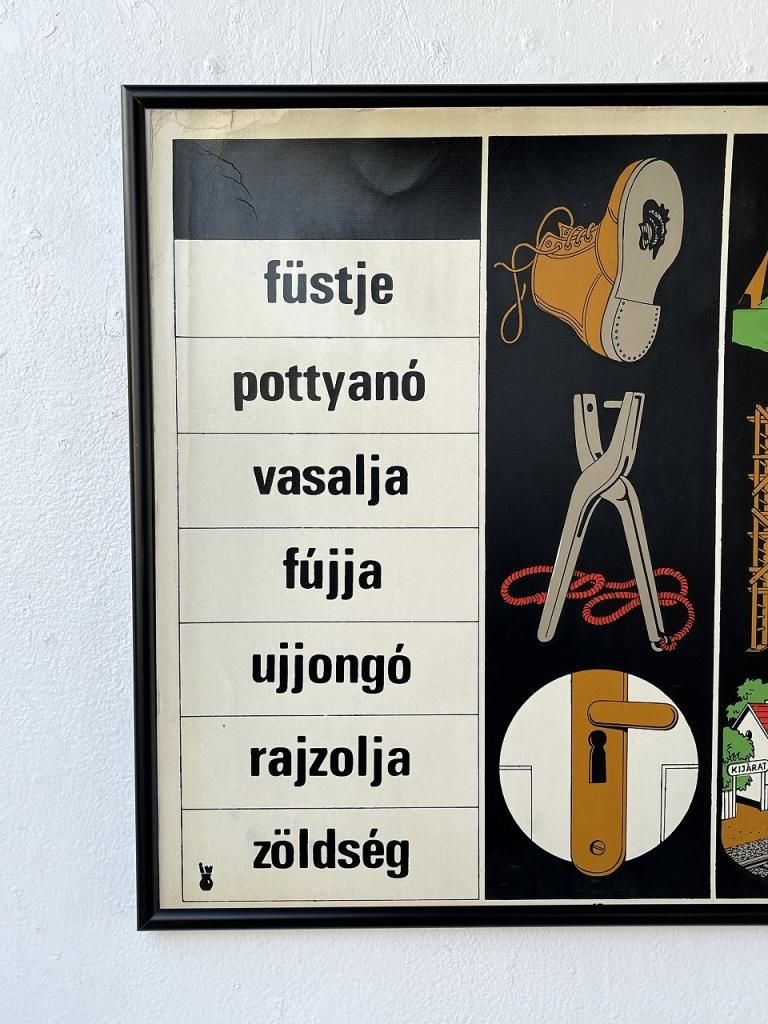 füstje
pottyanó
vasalja
fújja
ujjongó
rajzolja
zöldség
KIJÁRAT